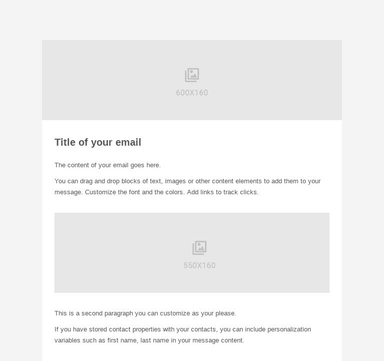 600X160
Title of your email
The content of your email goes here.
You can drag and drop blocks of text, images or other content elements to add them to your
message. Customize the font and the colors. Add links to track clicks.
550X160
This is a second paragraph you can customize as your please.
If you have stored contact properties with your contacts, you can include personalization
variables such as first name, last name in your message content.